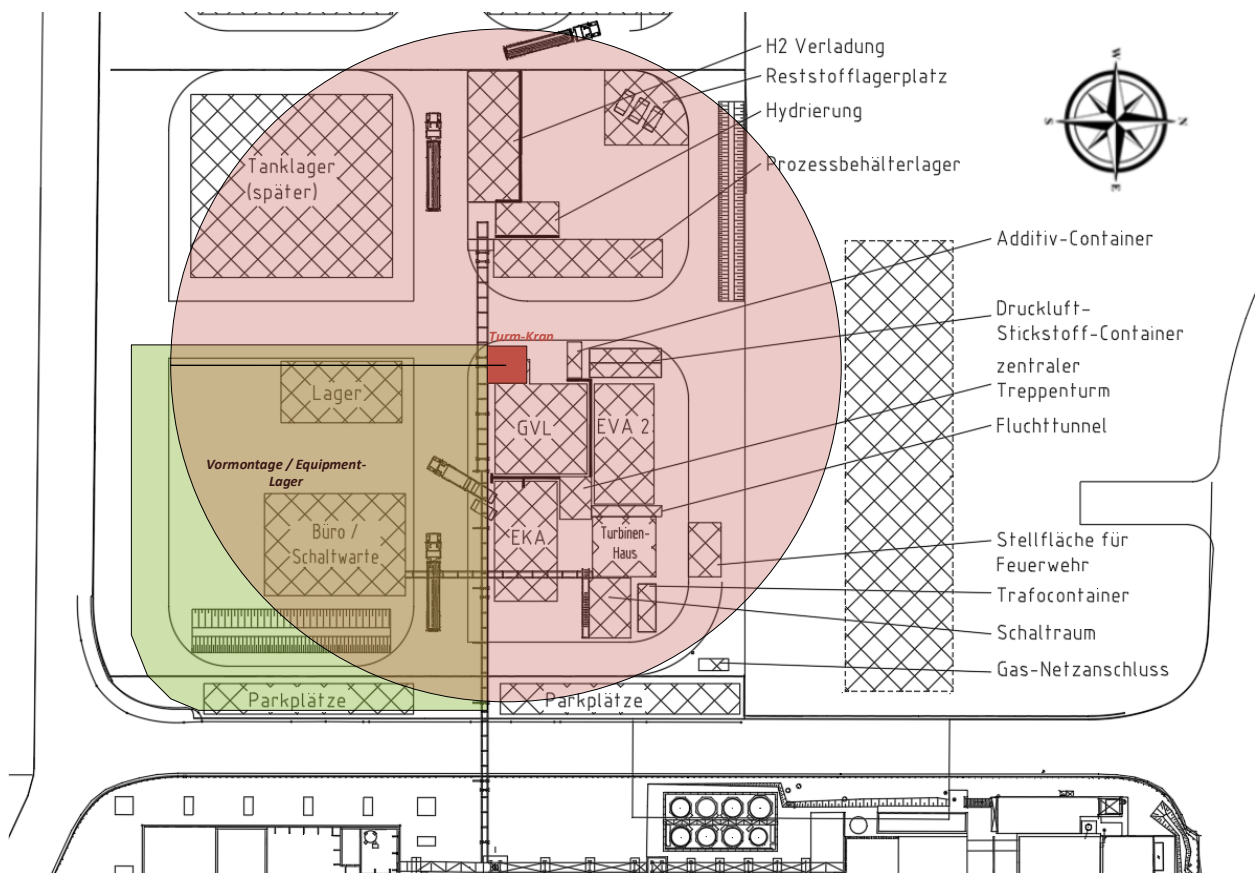 H2 Verladung
Reststofflagerplatz
Hydrierung
Prozessbehälterlager
Additiv-Container
Druckluft-
Stickstoff-Container
zentraler
Treppenturm
Fluchttunnel
Stellfläche für
Feuerwehr
Trafocontainer
Schaltraum
Gas-Netzanschluss
W
S
N
E
Tanklager
(später)
Turm-Kran
Lager
GVL
EVA 2
Vormontage / Equipment-
Lager
Büro /
Schaltwarte
EKA
Turbinen-
Haus
Parkplätze
Parkplätze